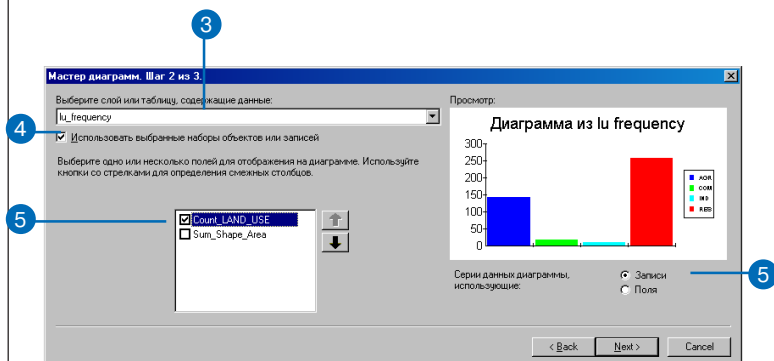 3
Мастер диаграмм. Шаг 2 из 3.
Выберите слой или таблицу, содержащие данные:
lu_frequency
4
Использовать выбранные наборы объектов или записей
Выберите одно или несколько полей для отображения на диаграмме. Используйте
кнопки со стрелками для определения смежных столбцов.
5
Count_LAND_USE
Sum_Shape_Area
Просмотр:
Диаграмма из lu frequency
300
250
200
150
100
50
0
AGR
COM
IND
RES
Серии данных диаграммы,
использующие:
Записи
Поля
5
< Back
Next >
Cancel